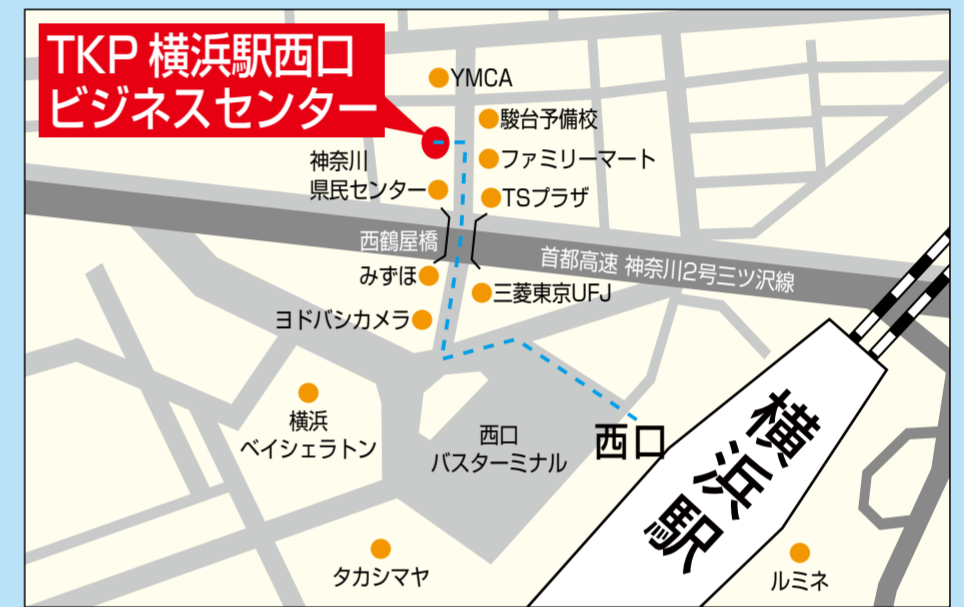 TKP 横浜駅西口
ビジネスセンター
YMCA
駿台予備校
神奈川
県民センター
ファミリーマート
TSプラザ
西鶴屋橋
首都高速 神奈川2号三ツ沢線
みずほ
三菱東京UFJ
ヨドバシカメラ
横浜
ベイシェラトン
西口
バスターミナル
西口
横浜駅
タカシマヤ
ルミネ